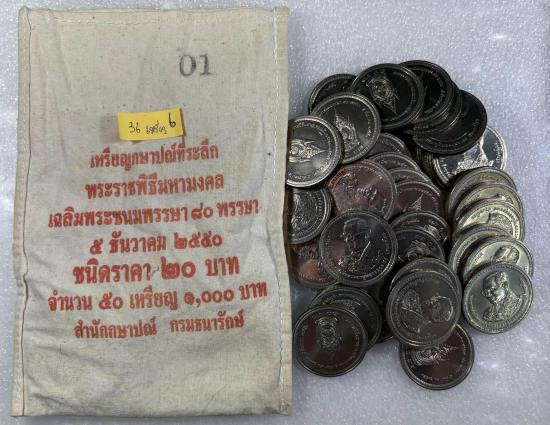 01
36 เหรียญ 6
เหรียญกษาปณ์ที่ระลึก
พระราชพิธีมหามงคล
เฉลิมพระชนมพรรษา ๘๐ พรรษา
๕ ธันวาคม ๒๕๕๐
ชนิดราคา ๒๐ บาท
จำนวน ๕๐ เหรียญ ๑,๐๐๐ บาท
สำนักกษาปณ์ กรมธนารักษ์